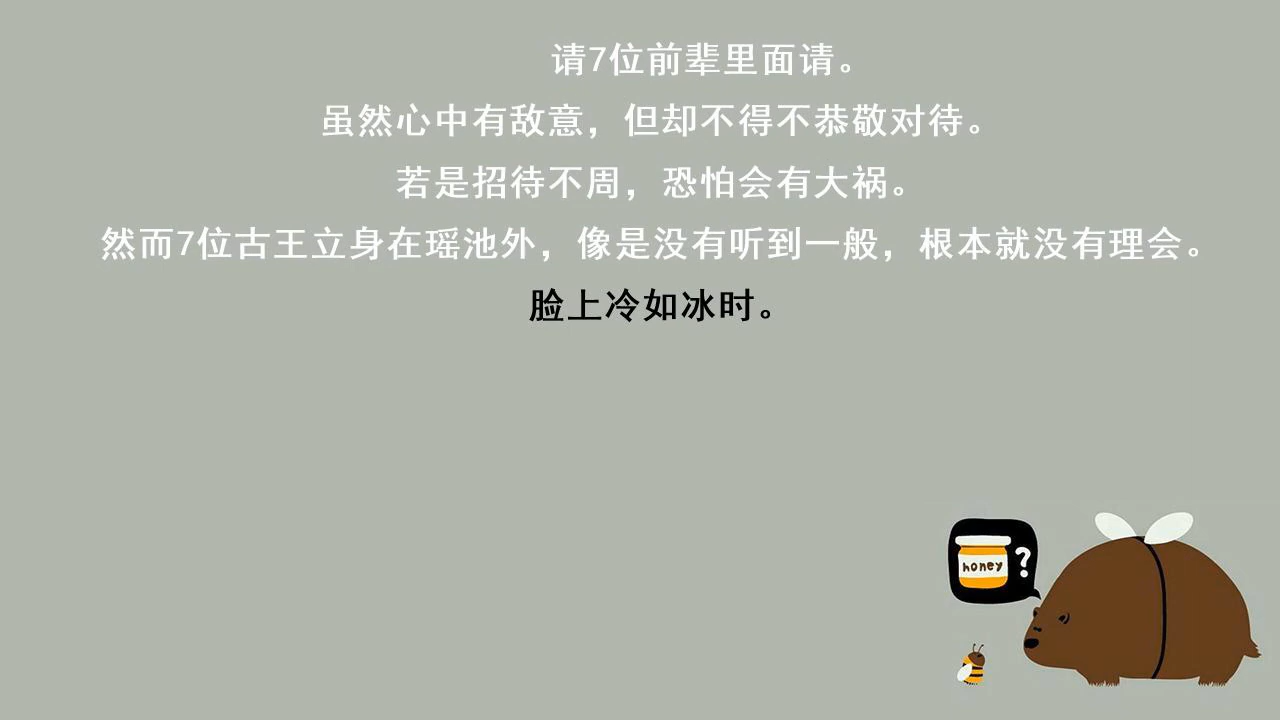 请7位前辈里面请。
虽然心中有敌意，但却不得不恭敬对待。
若是招待不周，恐怕会有大祸。
然而7位古王立身在瑶池外，像是没有听到一般，根本就没有理会。
脸上冷如冰时。
honey ?